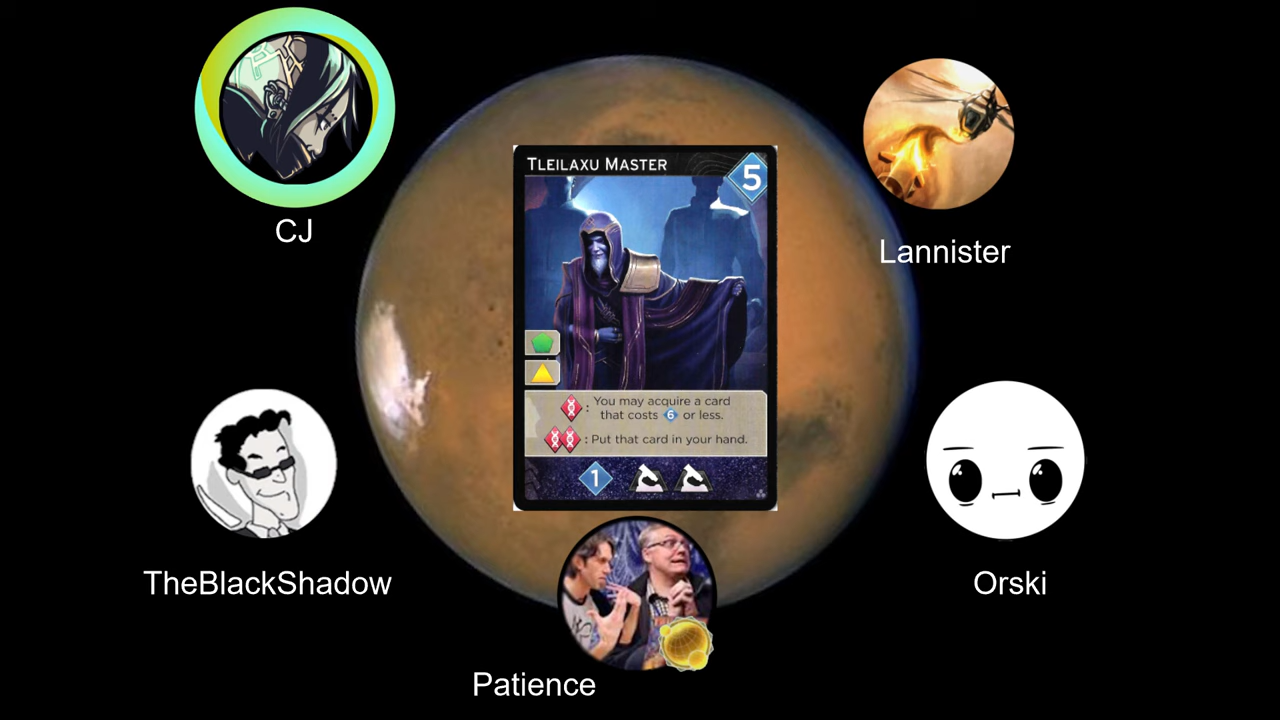 TLEILAXU MASTER
5
CJ
Lannister
: You may acquire a card
that costs 6 or less.
: Put that card in your hand.
1
TheBlackShadow
Orski
Patience